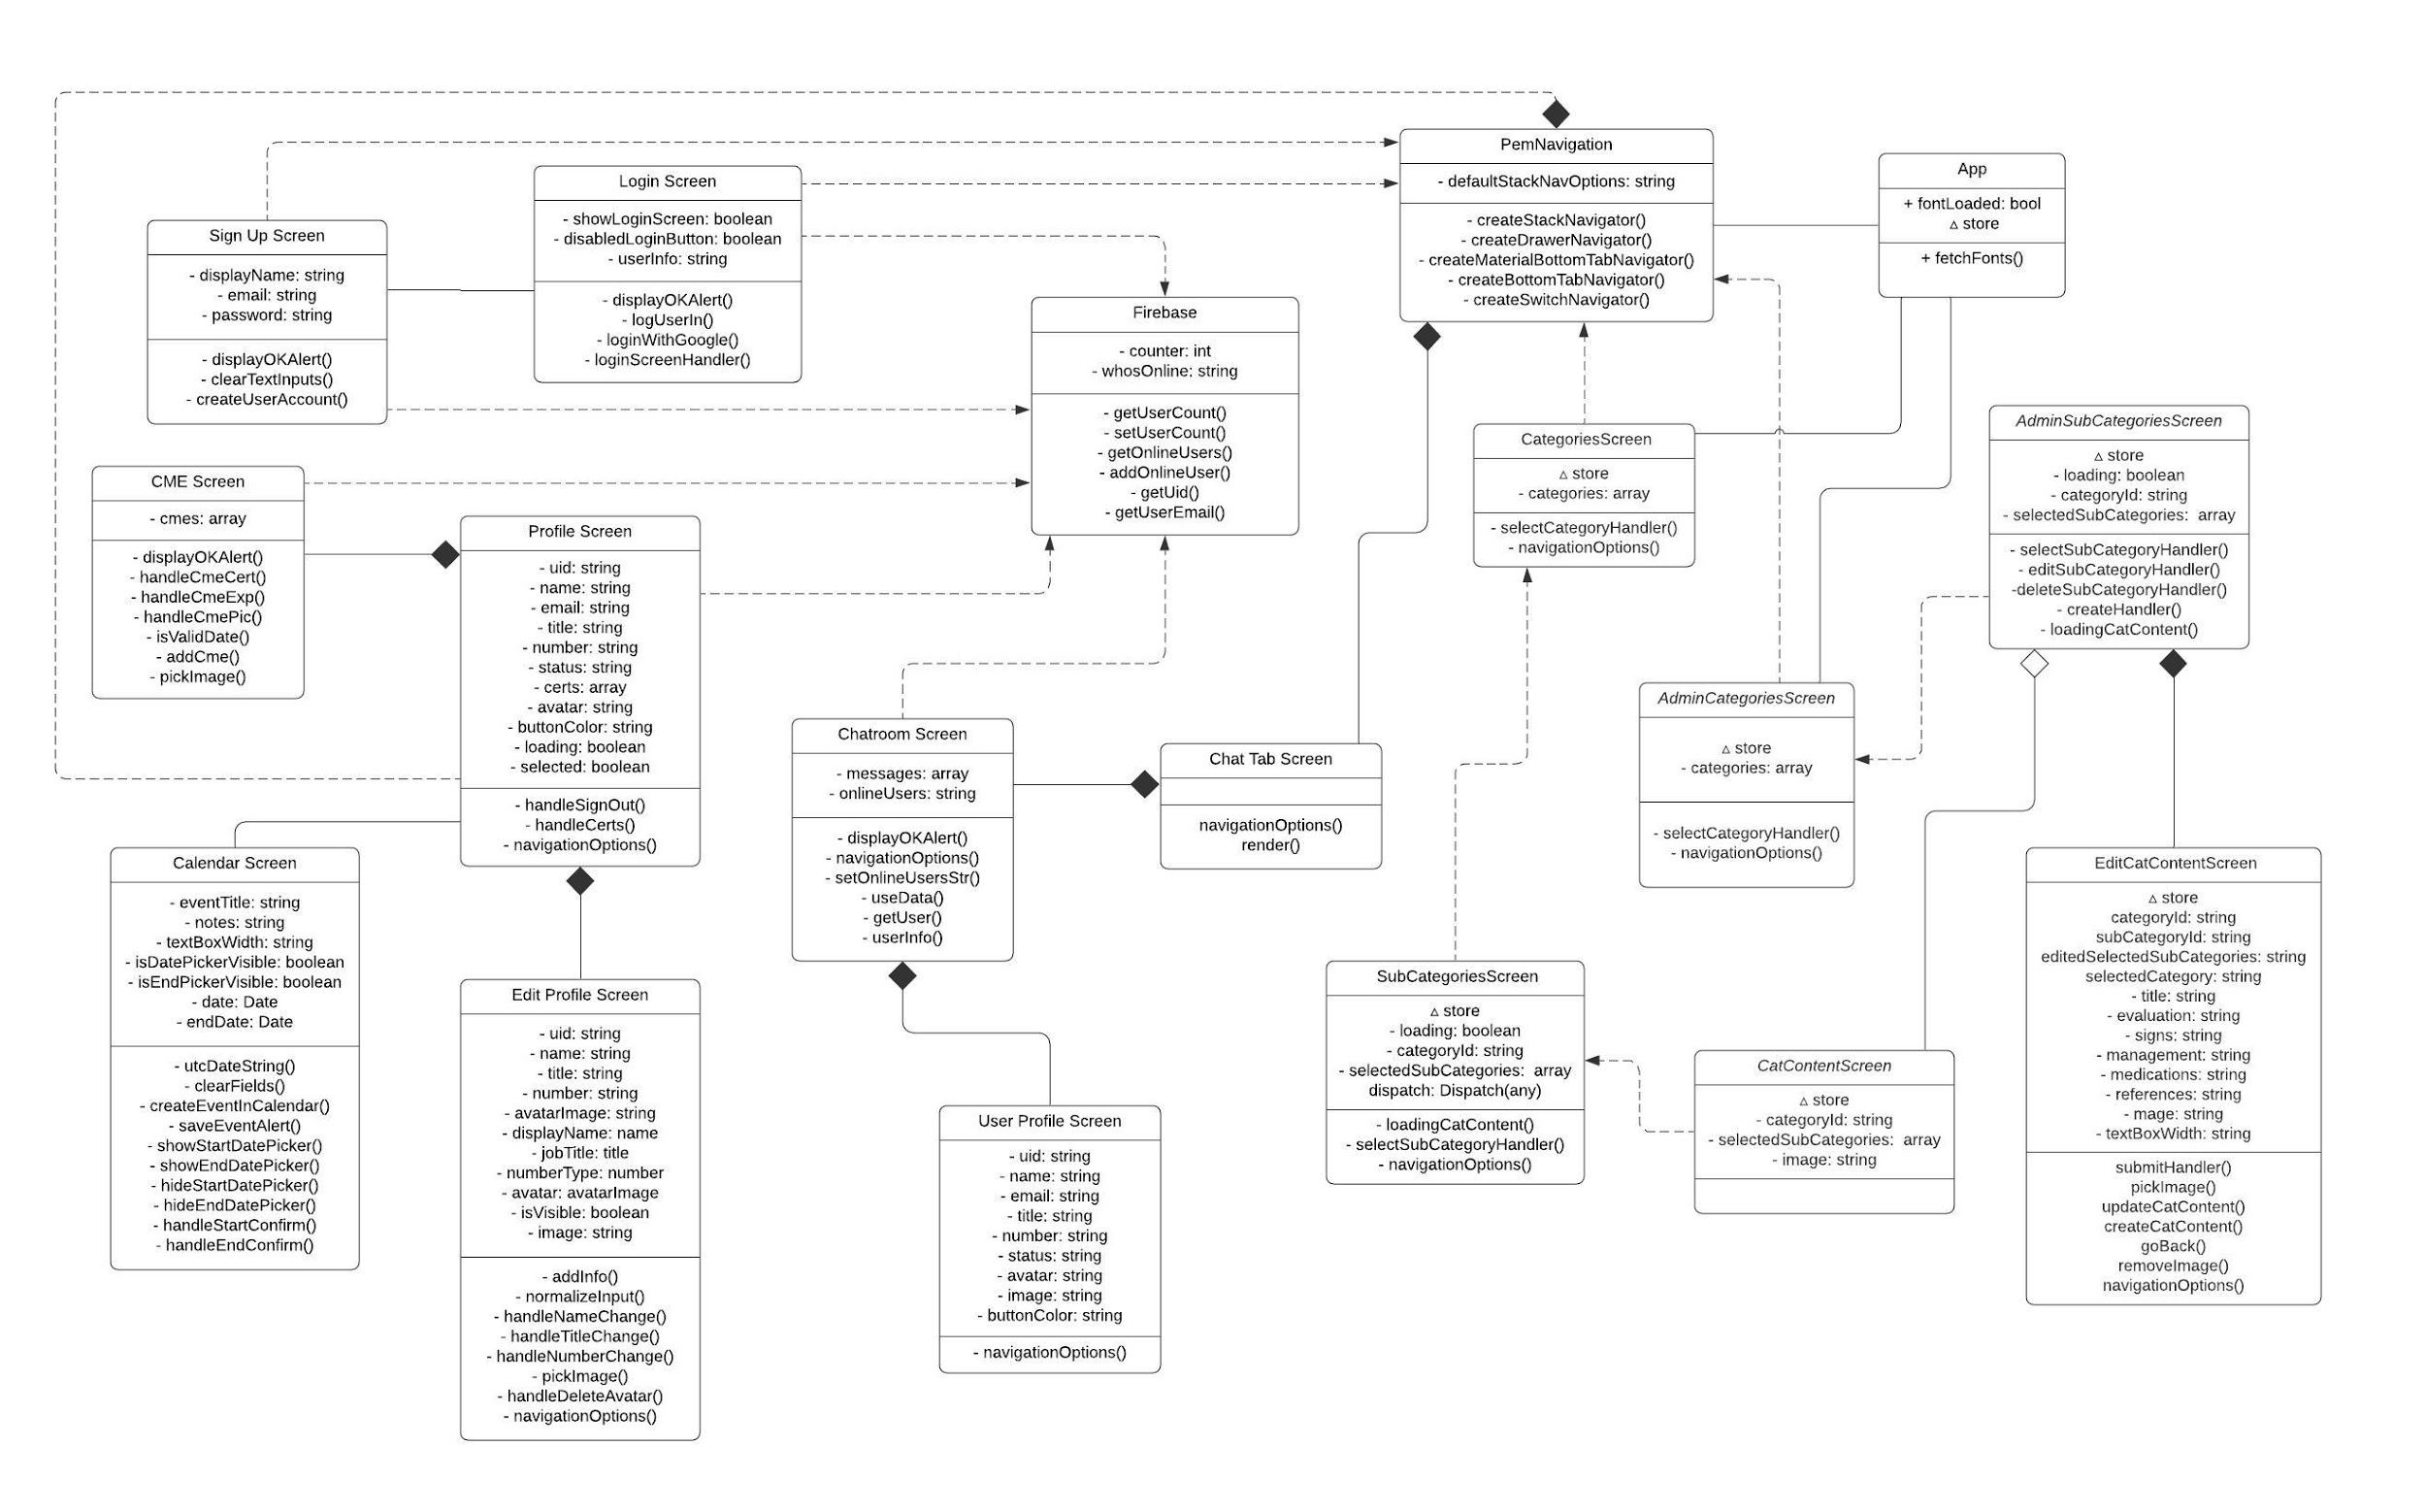 PemNavigation
- defaultStackNavOptions: string
- createStackNavigator()
- createDrawerNavigator()
- createMaterialBottomTabNavigator()
- createBottomTabNavigator()
- createSwitchNavigator()
App
+ fontLoaded: bool
△ store
+ fetchFonts()
Login Screen
- showLoginScreen: boolean
- disabledLoginButton: boolean
- userInfo: string
- displayOKAlert()
- logUserIn()
- loginWithGoogle()
- loginScreenHandler()
Sign Up Screen
- displayName: string
- email: string
- password: string
- displayOKAlert()
- clearTextInputs()
- createUserAccount()
Firebase
- counter: int
- whosOnline: string
- getUserCount()
- setUserCount()
- getOnlineUsers()
- addOnlineUser()
- getUid()
- getUserEmail()
CategoriesScreen
△ store
- categories: array
- selectCategoryHandler()
- navigationOptions()
AdminSubCategoriesScreen
△ store
- loading: boolean
- categoryId: string
- selectedSubCategories:  array
- selectSubCategoryHandler()
- editSubCategoryHandler()
-deleteSubCategoryHandler()
- createHandler()
- loadingCatContent()
CME Screen
- cmes: array
- displayOKAlert()
- handleCmeCert()
- handleCmeExp()
- handleCmePic()
- isValidDate()
- addCme()
- pickImage()
Profile Screen
- uid: string
- name: string
- email: string
- title: string
- number: string
- status: string
- certs: array
- avatar: string
- buttonColor: string
- loading: boolean
- selected: boolean
- handleSignOut()
- handleCerts()
- navigationOptions()
Chatroom Screen
- messages: array
- onlineUsers: string
- displayOKAlert()
- navigationOptions()
- setOnlineUsersStr()
- useData()
- getUser()
- userInfo()
Chat Tab Screen
navigationOptions()
render()
AdminCategoriesScreen
△ store
- categories: array
- selectCategoryHandler()
- navigationOptions()
Calendar Screen
- eventTitle: string
- notes: string
- textBoxWidth: string
- isDatePickerVisible: boolean
- isEndPickerVisible: boolean
- date: Date
- endDate: Date
- utcDateString()
- clearFields()
- createEventInCalendar()
- saveEventAlert()
- showStartDatePicker()
- showEndDatePicker()
- hideStartDatePicker()
- hideEndDatePicker()
- handleStartConfirm()
- handleEndConfirm()
Edit Profile Screen
- uid: string
- name: string
- title: string
- number: string
- avatarImage: string
- displayName: name
- jobTitle: title
- numberType: number
- avatar: avatarImage
- isVisible: boolean
- image: string
- addInfo()
- normalizeInput()
- handleNameChange()
- handleTitleChange()
- handleNumberChange()
- pickImage()
- handleDeleteAvatar()
- navigationOptions()
User Profile Screen
- uid: string
- name: string
- email: string
- title: string
- number: string
- status: string
- avatar: string
- image: string
- buttonColor: string
- navigationOptions()
SubCategoriesScreen
△ store
- loading: boolean
- categoryId: string
- selectedSubCategories:  array
dispatch: Dispatch(any)
- loadingCatContent()
- selectSubCategoryHandler()
- navigationOptions()
CatContentScreen
△ store
- categoryId: string
- selectedSubCategories:  array
- image: string
EditCatContentScreen
△ store
categoryId: string
subCategoryId: string
editedSelectedSubCategories: string
selectedCategory: string
- title: string
- evaluation: string
- signs: string
- management: string
- medications: string
- references: string
- mage: string
- textBoxWidth: string
submitHandler()
pickImage()
updateCatContent()
createCatContent()
goBack()
removeImage()
navigationOptions()